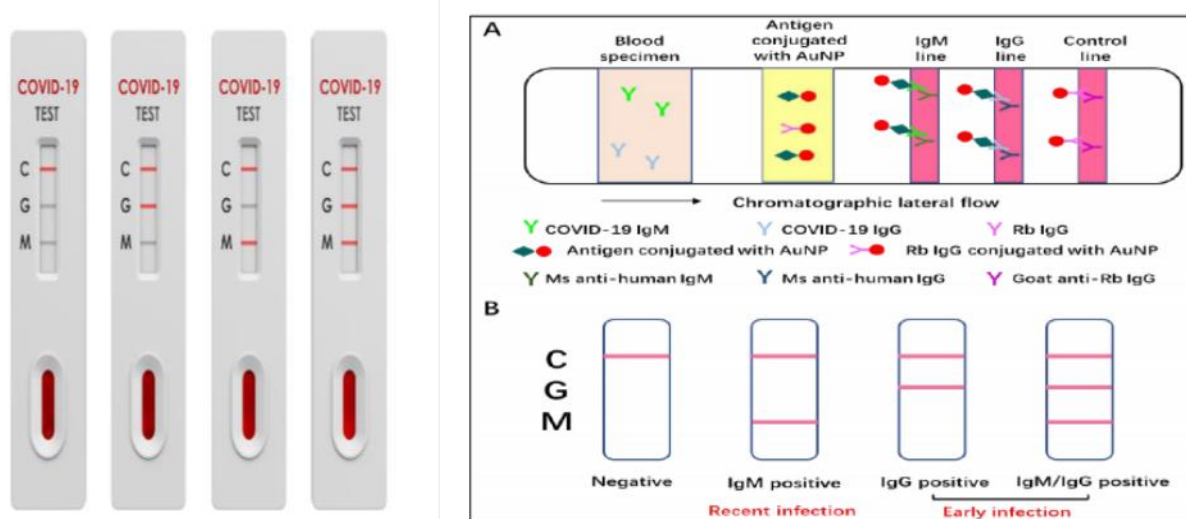 COVID-19
TEST
C
G
M
COVID-19
TEST
C
G
M
COVID-19
TEST
C
G
M
COVID-19
TEST
C
G
M
A
Blood
specimen
Antigen
conjugated
with AuNP
IgM
line
IgG
line
Control
line
Chromatographic lateral flow
COVID-19 IgM
COVID-19 IgG
Rb IgG
Antigen conjugated with AuNP
Rb IgG conjugated with AuNP
Ms anti-human IgM
Ms anti-human IgG
Goat anti-Rb IgG
B
C
G
M
Negative
IgM positive
IgG positive
IgM/IgG positive
Recent infection
Early infection